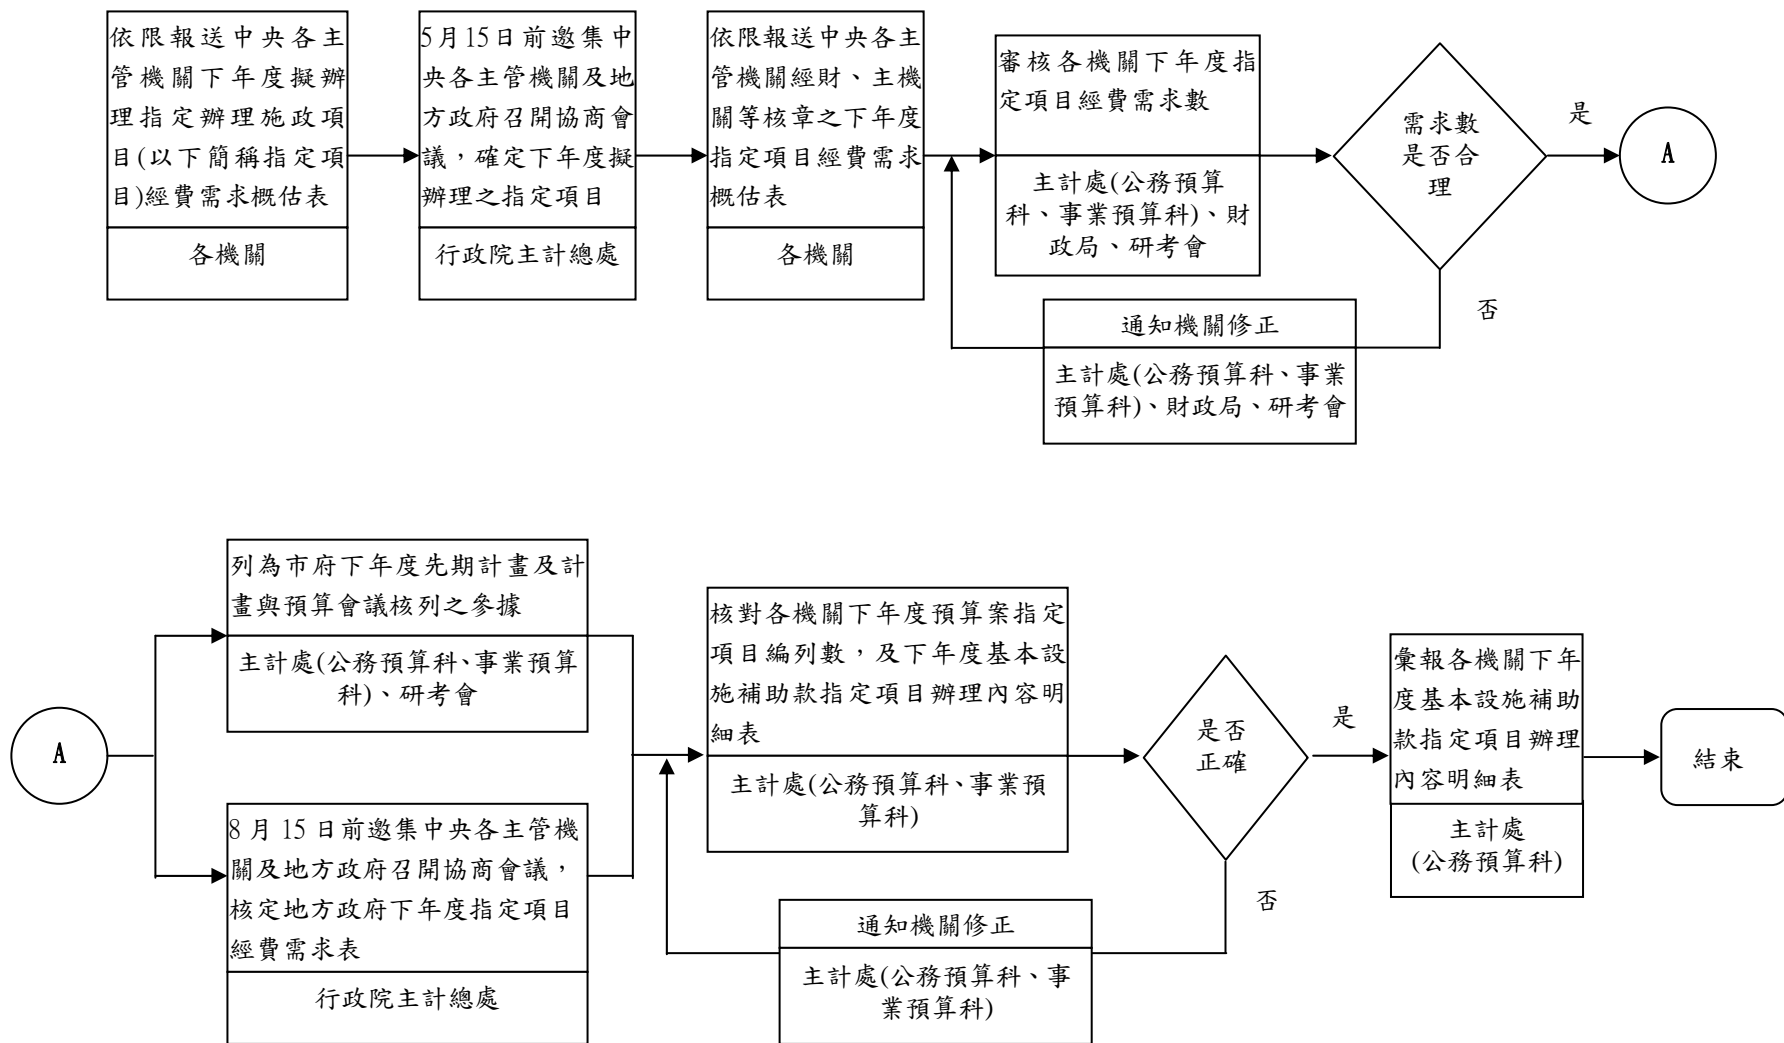 依限報送中央各主
管機關下年度擬辦
理指定辦理施政項
目(以下簡稱指定項
目)經費需求概估表
各機關
5月15日前邀集中
央各主管機關及地
方政府召開協商會
議，確定下年度擬
辦理之指定項目
行政院主計總處
依限報送中央各主
管機關經財、主機
關等核章之下年度
指定項目經費需求
概估表
各機關
審核各機關下年度指
定項目經費需求數
主計處(公務預算
科、事業預算科)、財
政局、研考會
需求數
是否合
理
是
A
否
通知機關修正
主計處(公務預算科、事業
預算科)、財政局、研考會
A
列為市府下年度先期計畫及計
畫與預算會議核列之參據
主計處(公務預算科、事業預算
科)、研考會
8月15日前邀集中央各主管機
關及地方政府召開協商會議，
核定地方政府下年度指定項目
經費需求表
行政院主計總處
核對各機關下年度預算案指定
項目編列數，及下年度基本設
施補助款指定項目辦理內容明
細表
主計處(公務預算科、事業預
算科)
是否
正確
是
否
通知機關修正
主計處(公務預算科、事
業預算科)
彙報各機關下年
度基本設施補助
款指定項目辦理
內容明細表
主計處
(公務預算科)
結束